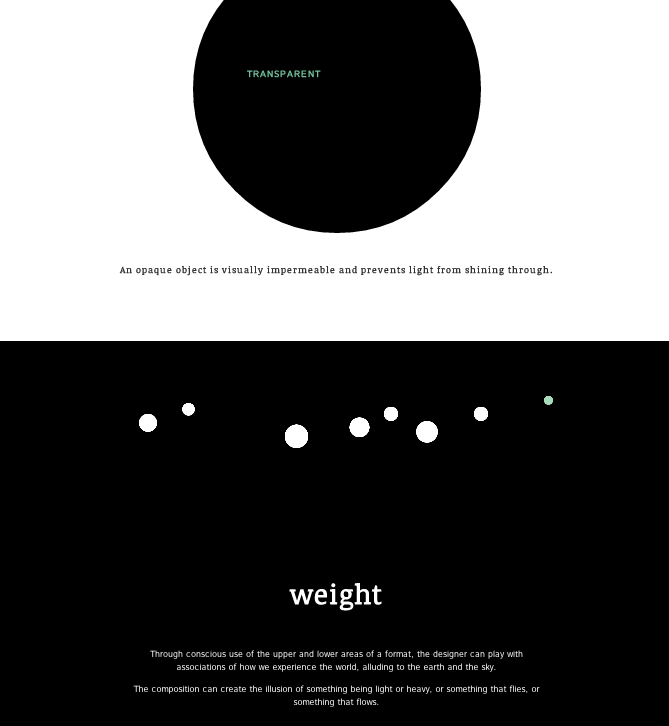 TRANSPARENT
An opaque object is visually impermeable and prevents light from shining through.
weight
Through conscious use of the upper and lower areas of a format, the designer can play with
associations of how we experience the world, alluding to the earth and the sky.
The composition can create the illusion of something being light or heavy, or something that flies, or
something that flows.